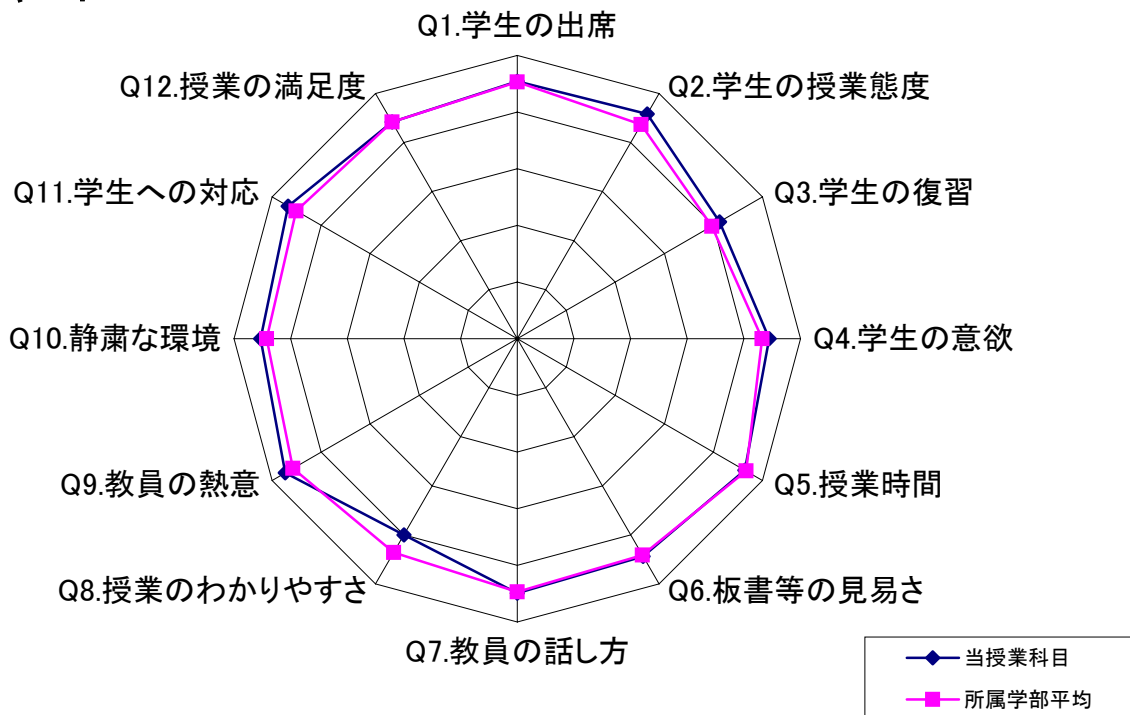 Q1.学生の出席
Q2.学生の授業態度
Q3.学生の復習
Q4.学生の意欲
Q5.授業時間
Q6.板書等の見易さ
Q7.教員の話し方
Q8.授業のわかりやすさ
Q9.教員の熱意
Q10.静粛な環境
Q11.学生への対応
Q12.授業の満足度
当授業科目
所属学部平均